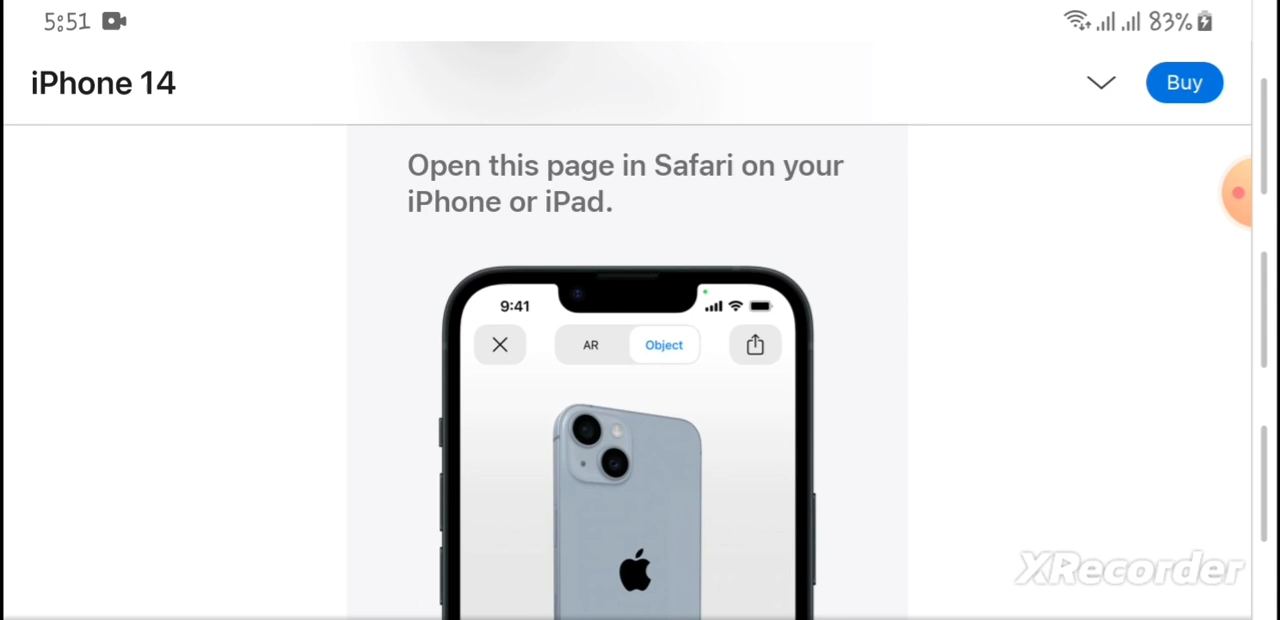 5:51
83%
iPhone 14
Buy
Open this page in Safari on your
iPhone or iPad.
9:41
AR
Object
XRecorder